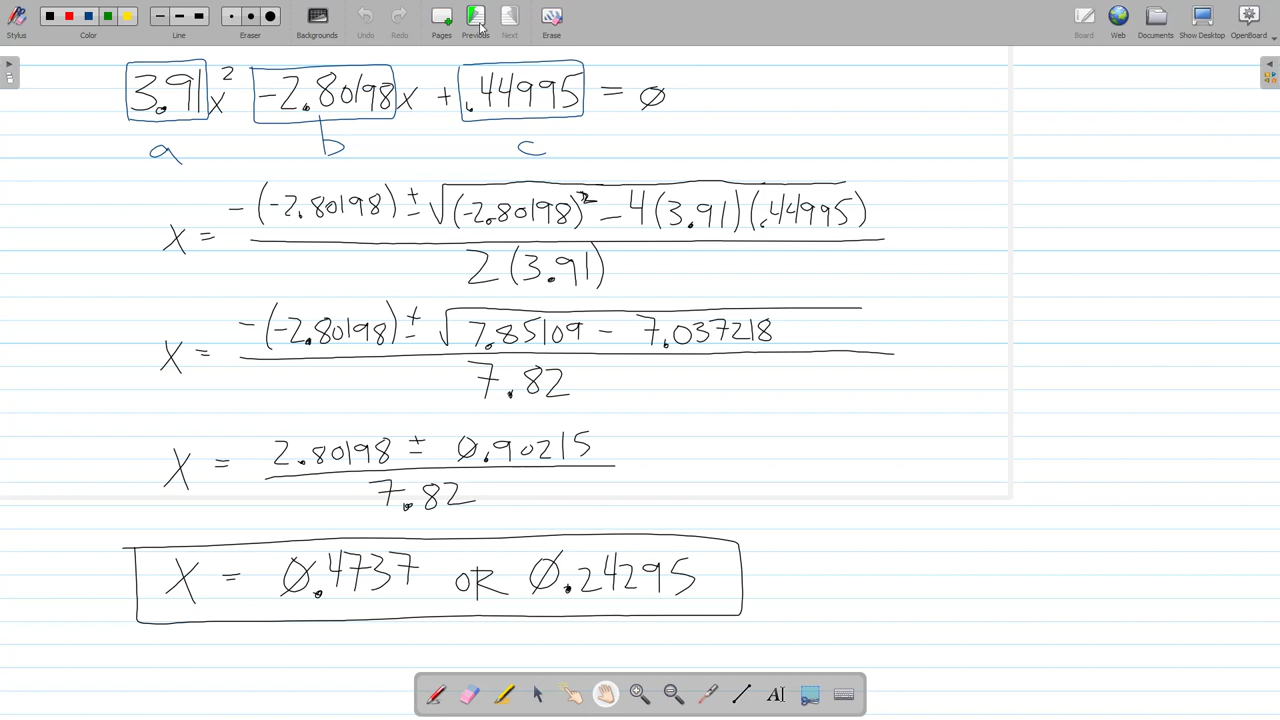 Stylus Color Line Eraser Backgrounds Undo Redo Pages Previous Next Erase Board Web Documents Show Desktop OpenBoard
3.91x² -2.80198x + .44995 = ∅
a b c
x = -(-2.80198) ± √(-2.80198)² - 4(3.91)(.44995)
2(3.91)
x = -(-2.80198) ± √7.85109 - 7.037218
7.82
x = 2.80198 ± ∅.90215
7.82
x = ∅.4737 OR ∅.24295
AI